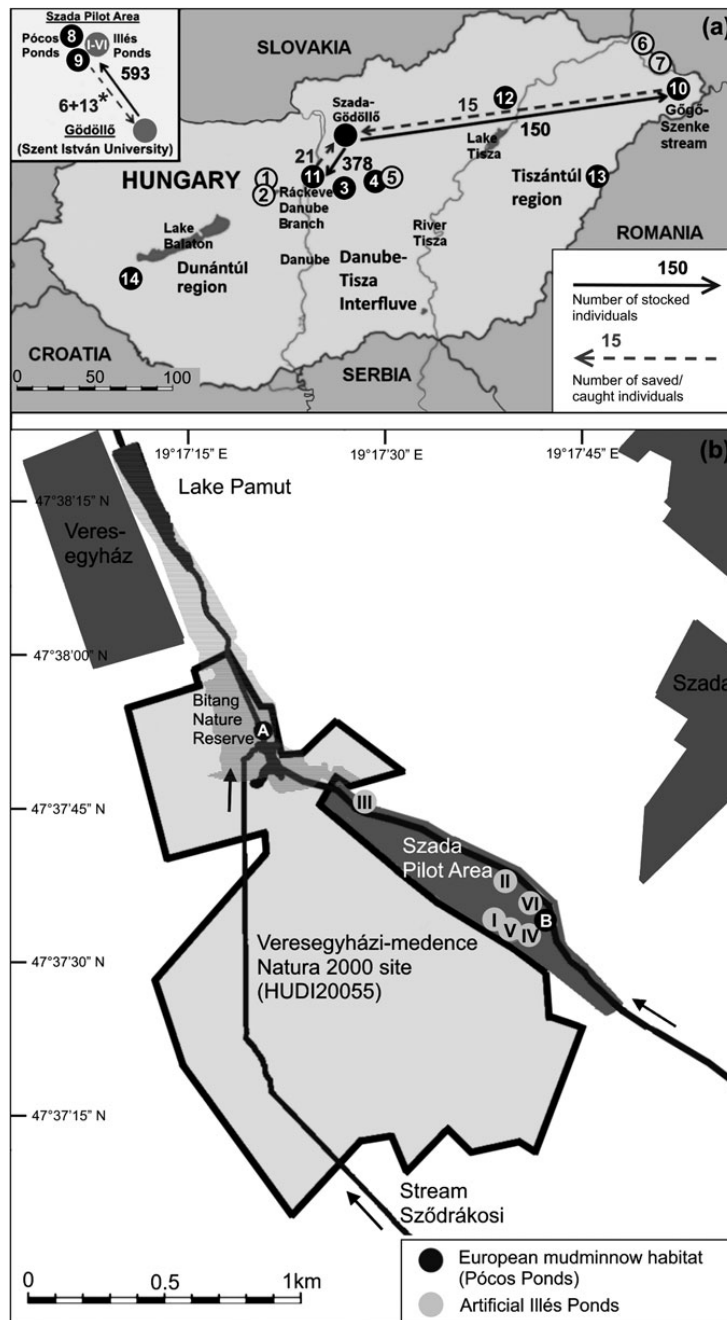 (a)
Szada Pilot Area
Pócos
Ponds
8
9
I-VI
Illés
Ponds
593
6+13*
Gödöllő
(Szent István University)
SLOVAKIA
6
7
12
15
10
Gőgő-
Szenke
stream
150
Szada-
Gödöllő
Lake
Tisza
21
378
HUNGARY
1
2
11
3
4
5
13
Ráckeve
Danube
Branch
Tiszántúl
region
ROMANIA
Lake
Balaton
River
Tisza
14
Dunántúl
region
Danube
Danube-
Tisza
Interfluve
CROATIA
SERBIA
0 50 100
150
Number of stocked
individuals
15
Number of saved/
caught individuals
(b)
19°17'15" E
19°17'30" E
19°17'45" E
47°38'15" N
47°38'00" N
47°37'45" N
47°37'30" N
47°37'15" N
Lake Pamut
Veres-
egyház
Szada
Bitang
Nature
Reserve
A
III
Szada
Pilot Area
II
VI
I
V
IV
B
Veresegyházi-medence
Natura 2000 site
(HUDI20055)
Stream
Sződrákosi
0 0.5 1km
European mudminnow habitat
(Pócos Ponds)
Artificial Illés Ponds